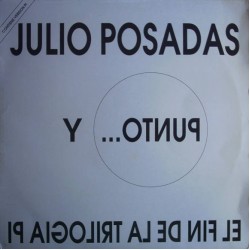 JULIO POSADAS
PUNTO... Y
EL FIN DE LA TRILOGIA PI